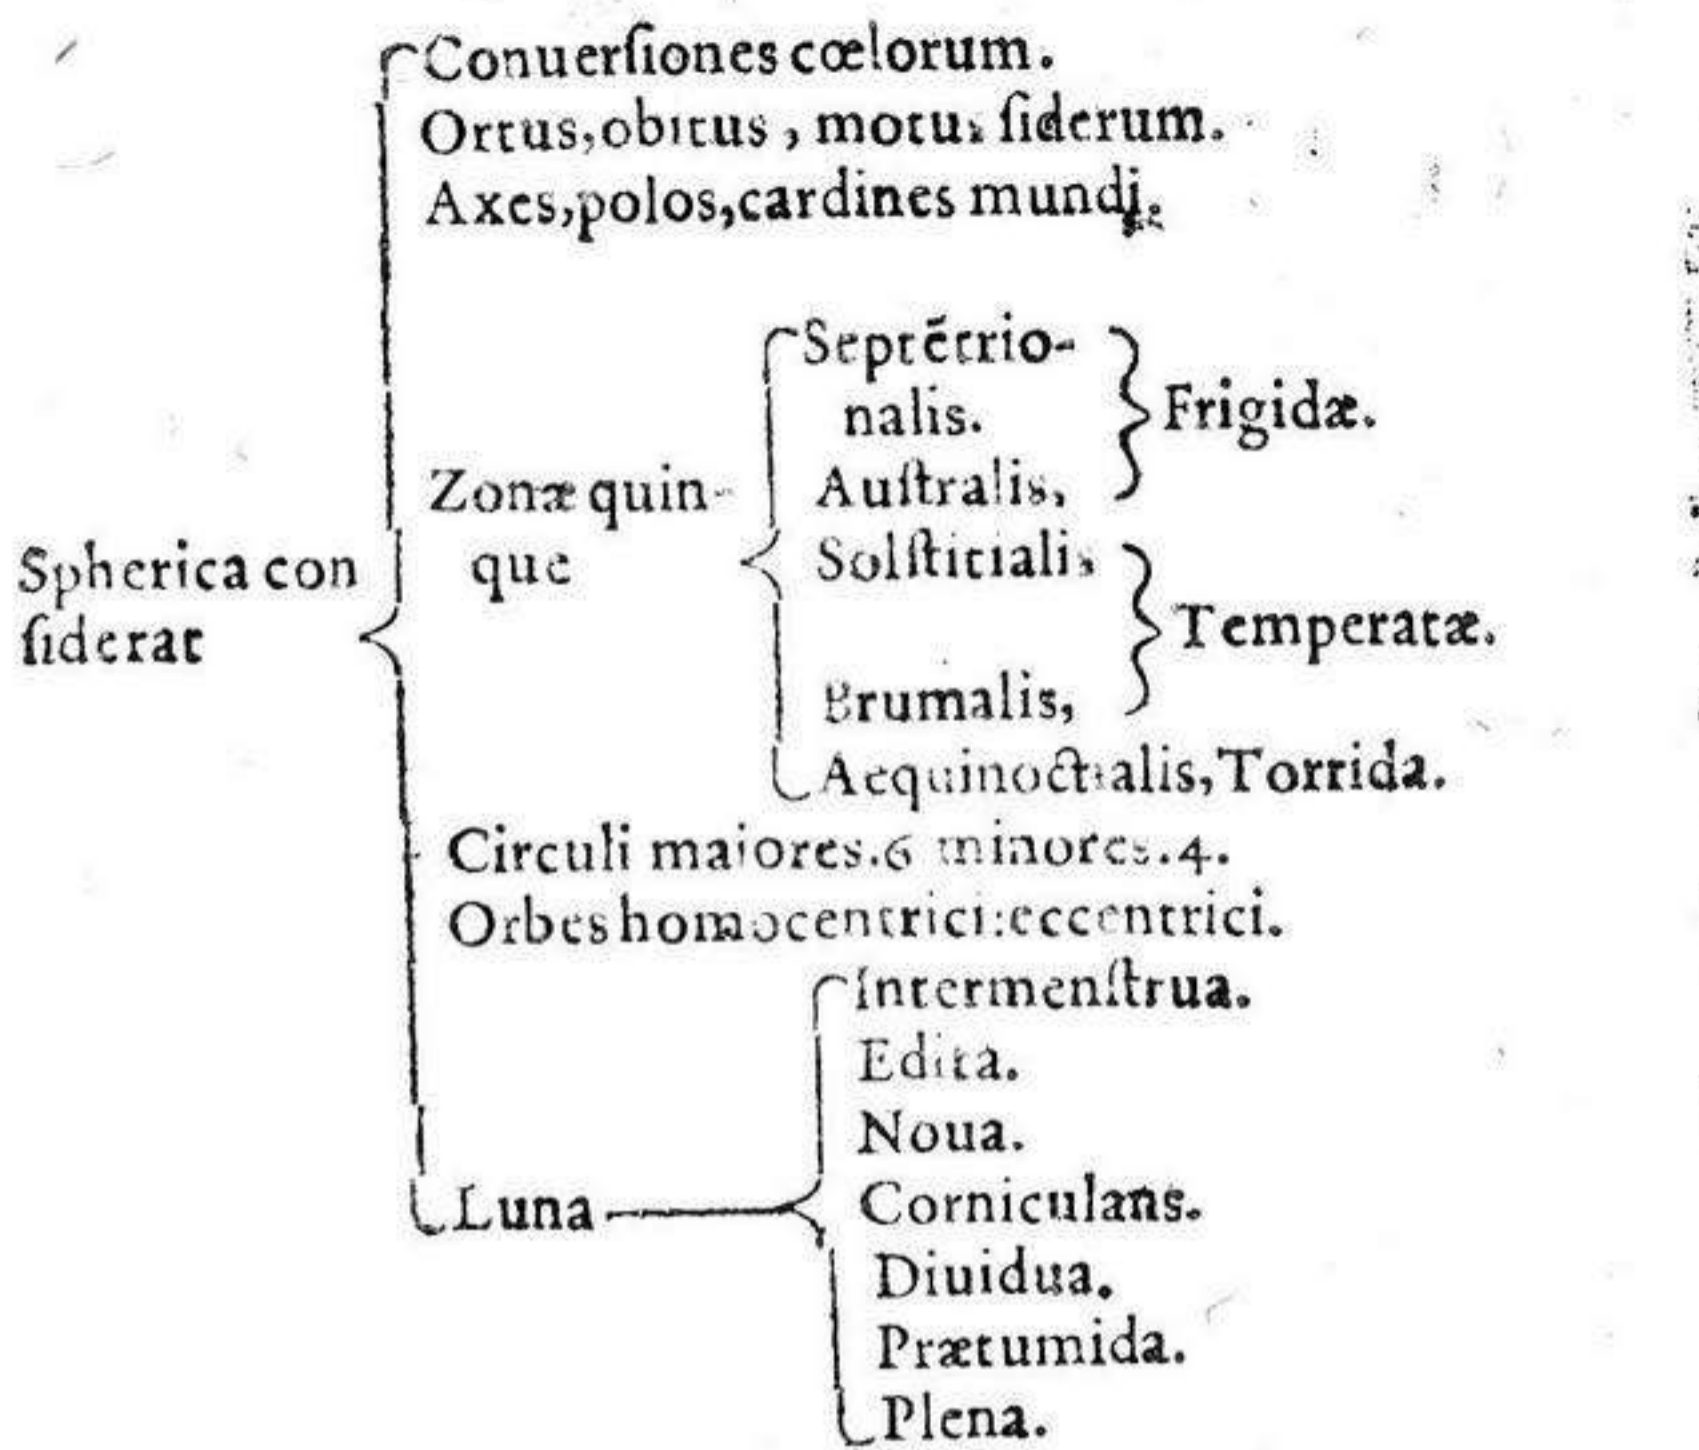 Conuerſiones cœlorum.
Ortus, obitus, motus ſiderum.
Axes, polos, cardines mundi.
Spherica con
ſiderat
Zonæ quin-
que
Septētrio-
nalis.
Auſtralis,
Frigidæ.
Solſtitialis
Brumalis,
Temperatæ.
Aequinoctialis, Torrida.
Circuli maiores.6 minores.4.
Orbes homocentrici: eccentrici.
Luna
Intermenſtrua.
Edita.
Noua.
Corniculans.
Diuidua.
Prætumida.
Plena.